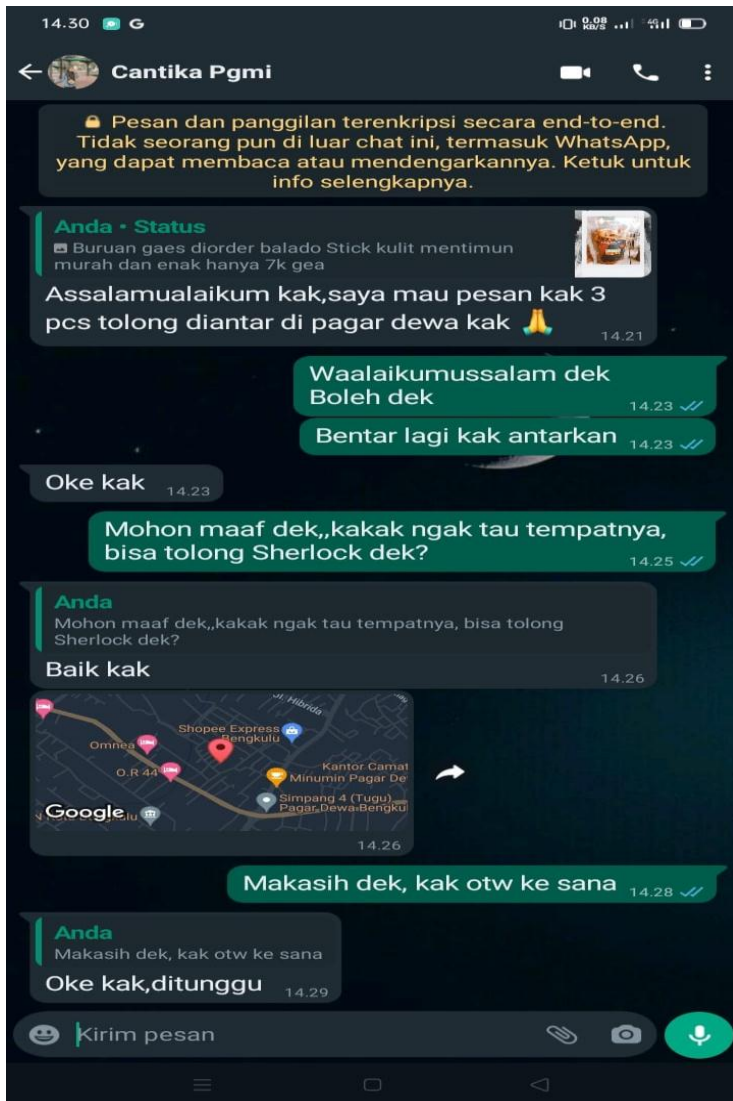 14.30 G 0.08 KB/S 4G
Cantika Pgmi
Pesan dan panggilan terenkripsi secara end-to-end.
Tidak seorang pun di luar chat ini, termasuk WhatsApp,
yang dapat membaca atau mendengarkannya. Ketuk untuk
info selengkapnya.
Anda • Status
Buruan gaes diorder balado Stick kulit mentimun
murah dan enak hanya 7k gea
Assalamualaikum kak,saya mau pesan kak 3
pcs tolong diantar di pagar dewa kak 🙏
14.21
Waalaikumussalam dek
Boleh dek
14.23
Bentar lagi kak antarkan 14.23
Oke kak 14.23
Mohon maaf dek,,kakak ngak tau tempatnya,
bisa tolong Sherlock dek?
14.25
Anda
Mohon maaf dek,,kakak ngak tau tempatnya, bisa tolong
Sherlock dek?
Baik kak
14.26
Jl. Hibrida
Shopee Express
Bengkulu
Omnea
O.R 44
Kantor Camat
Minumin Pagar De
Simpang 4 (Tugu)
Pagar Dewa Bengkul
Google
14.26
Makasih dek, kak otw ke sana 14.28
Anda
Makasih dek, kak otw ke sana
Oke kak,ditunggu 14.29
Kirim pesan